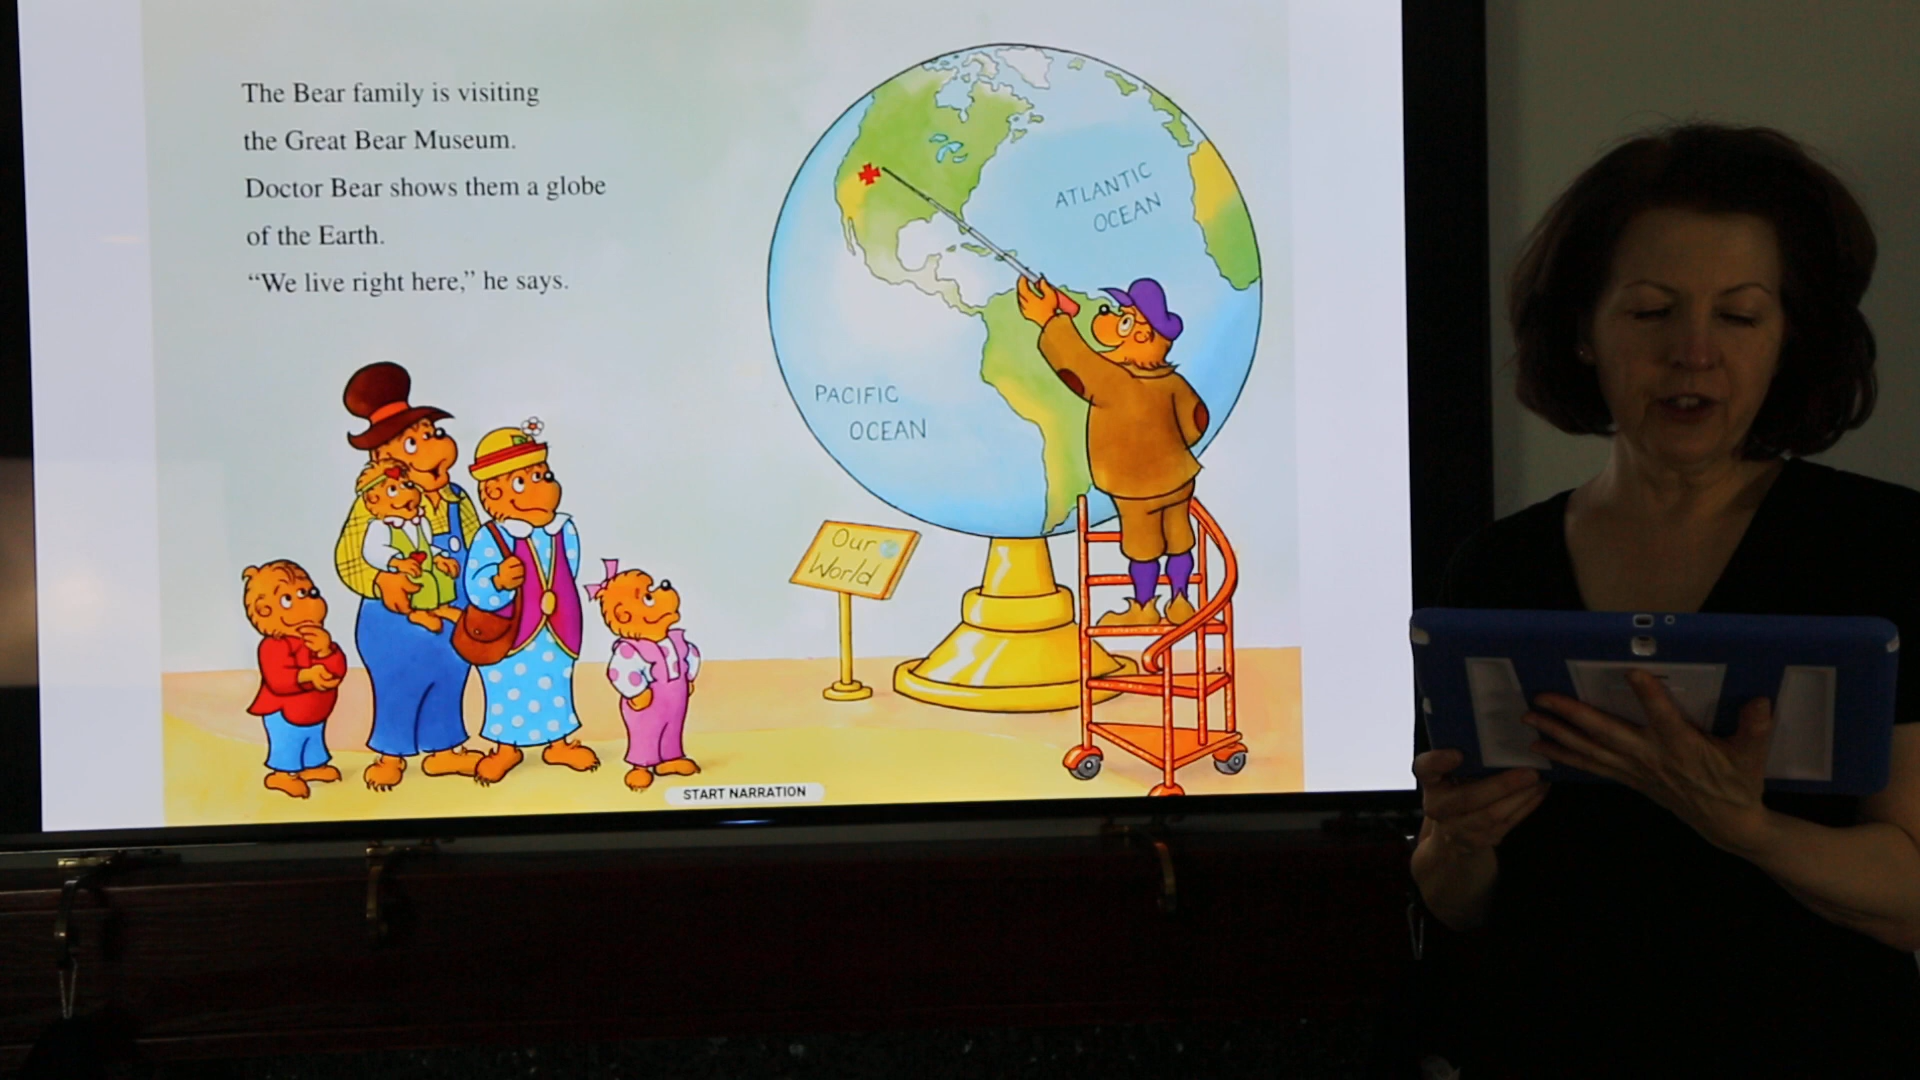 The Bear family is visiting
the Great Bear Museum.
Doctor Bear shows them a globe
of the Earth.
“We live right here,” he says.
ATLANTIC
OCEAN
PACIFIC
OCEAN
Our
World
START NARRATION